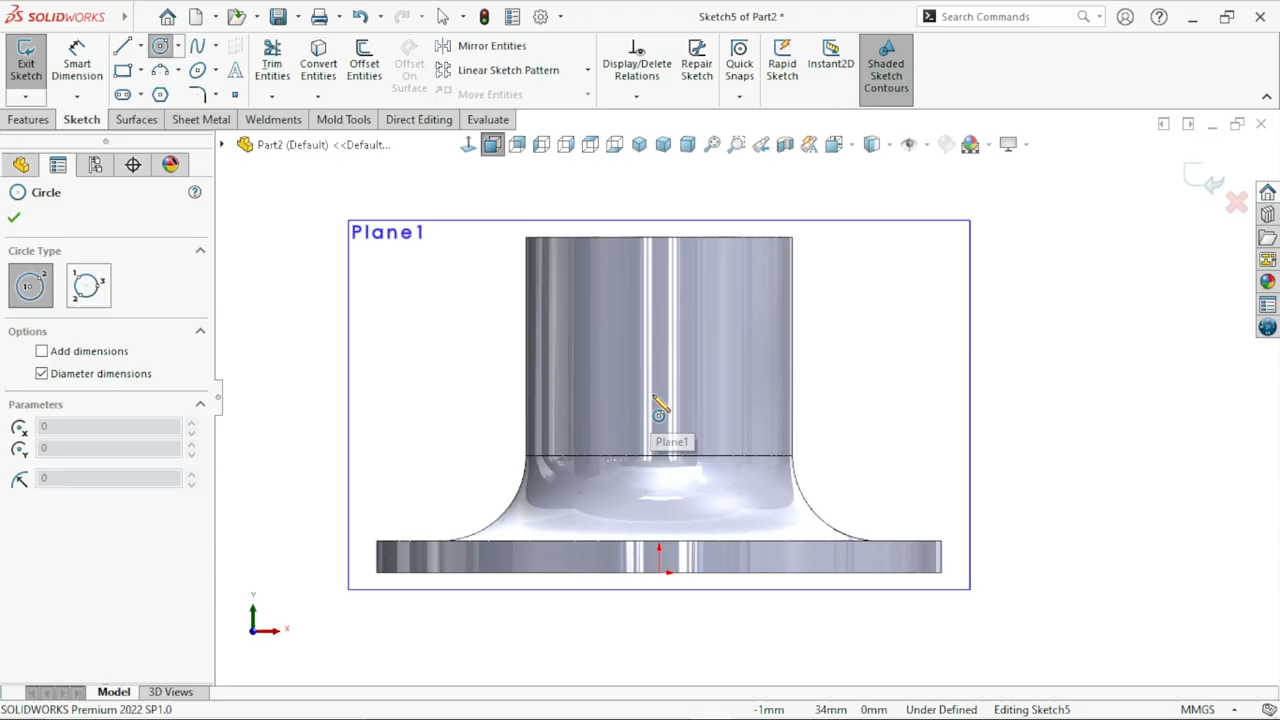 SOLIDWORKS
Sketch5 of Part2 *
Search Commands
Exit Sketch
Smart Dimension
Trim Entities
Convert Entities
Offset Entities
Offset On Surface
Mirror Entities
Linear Sketch Pattern
Move Entities
Display/Delete Relations
Repair Sketch
Quick Snaps
Rapid Sketch
Instant2D
Shaded Sketch Contours
Features
Sketch
Surfaces
Sheet Metal
Weldments
Mold Tools
Direct Editing
Evaluate
Part2 (Default) <<Default...
Circle
Circle Type
Options
Add dimensions
Diameter dimensions
Parameters
0
0
0
Plane1
Plane1
Y
X
Model
3D Views
SOLIDWORKS Premium 2022 SP1.0
-1mm
34mm 0mm
Under Defined
Editing Sketch5
MMGS